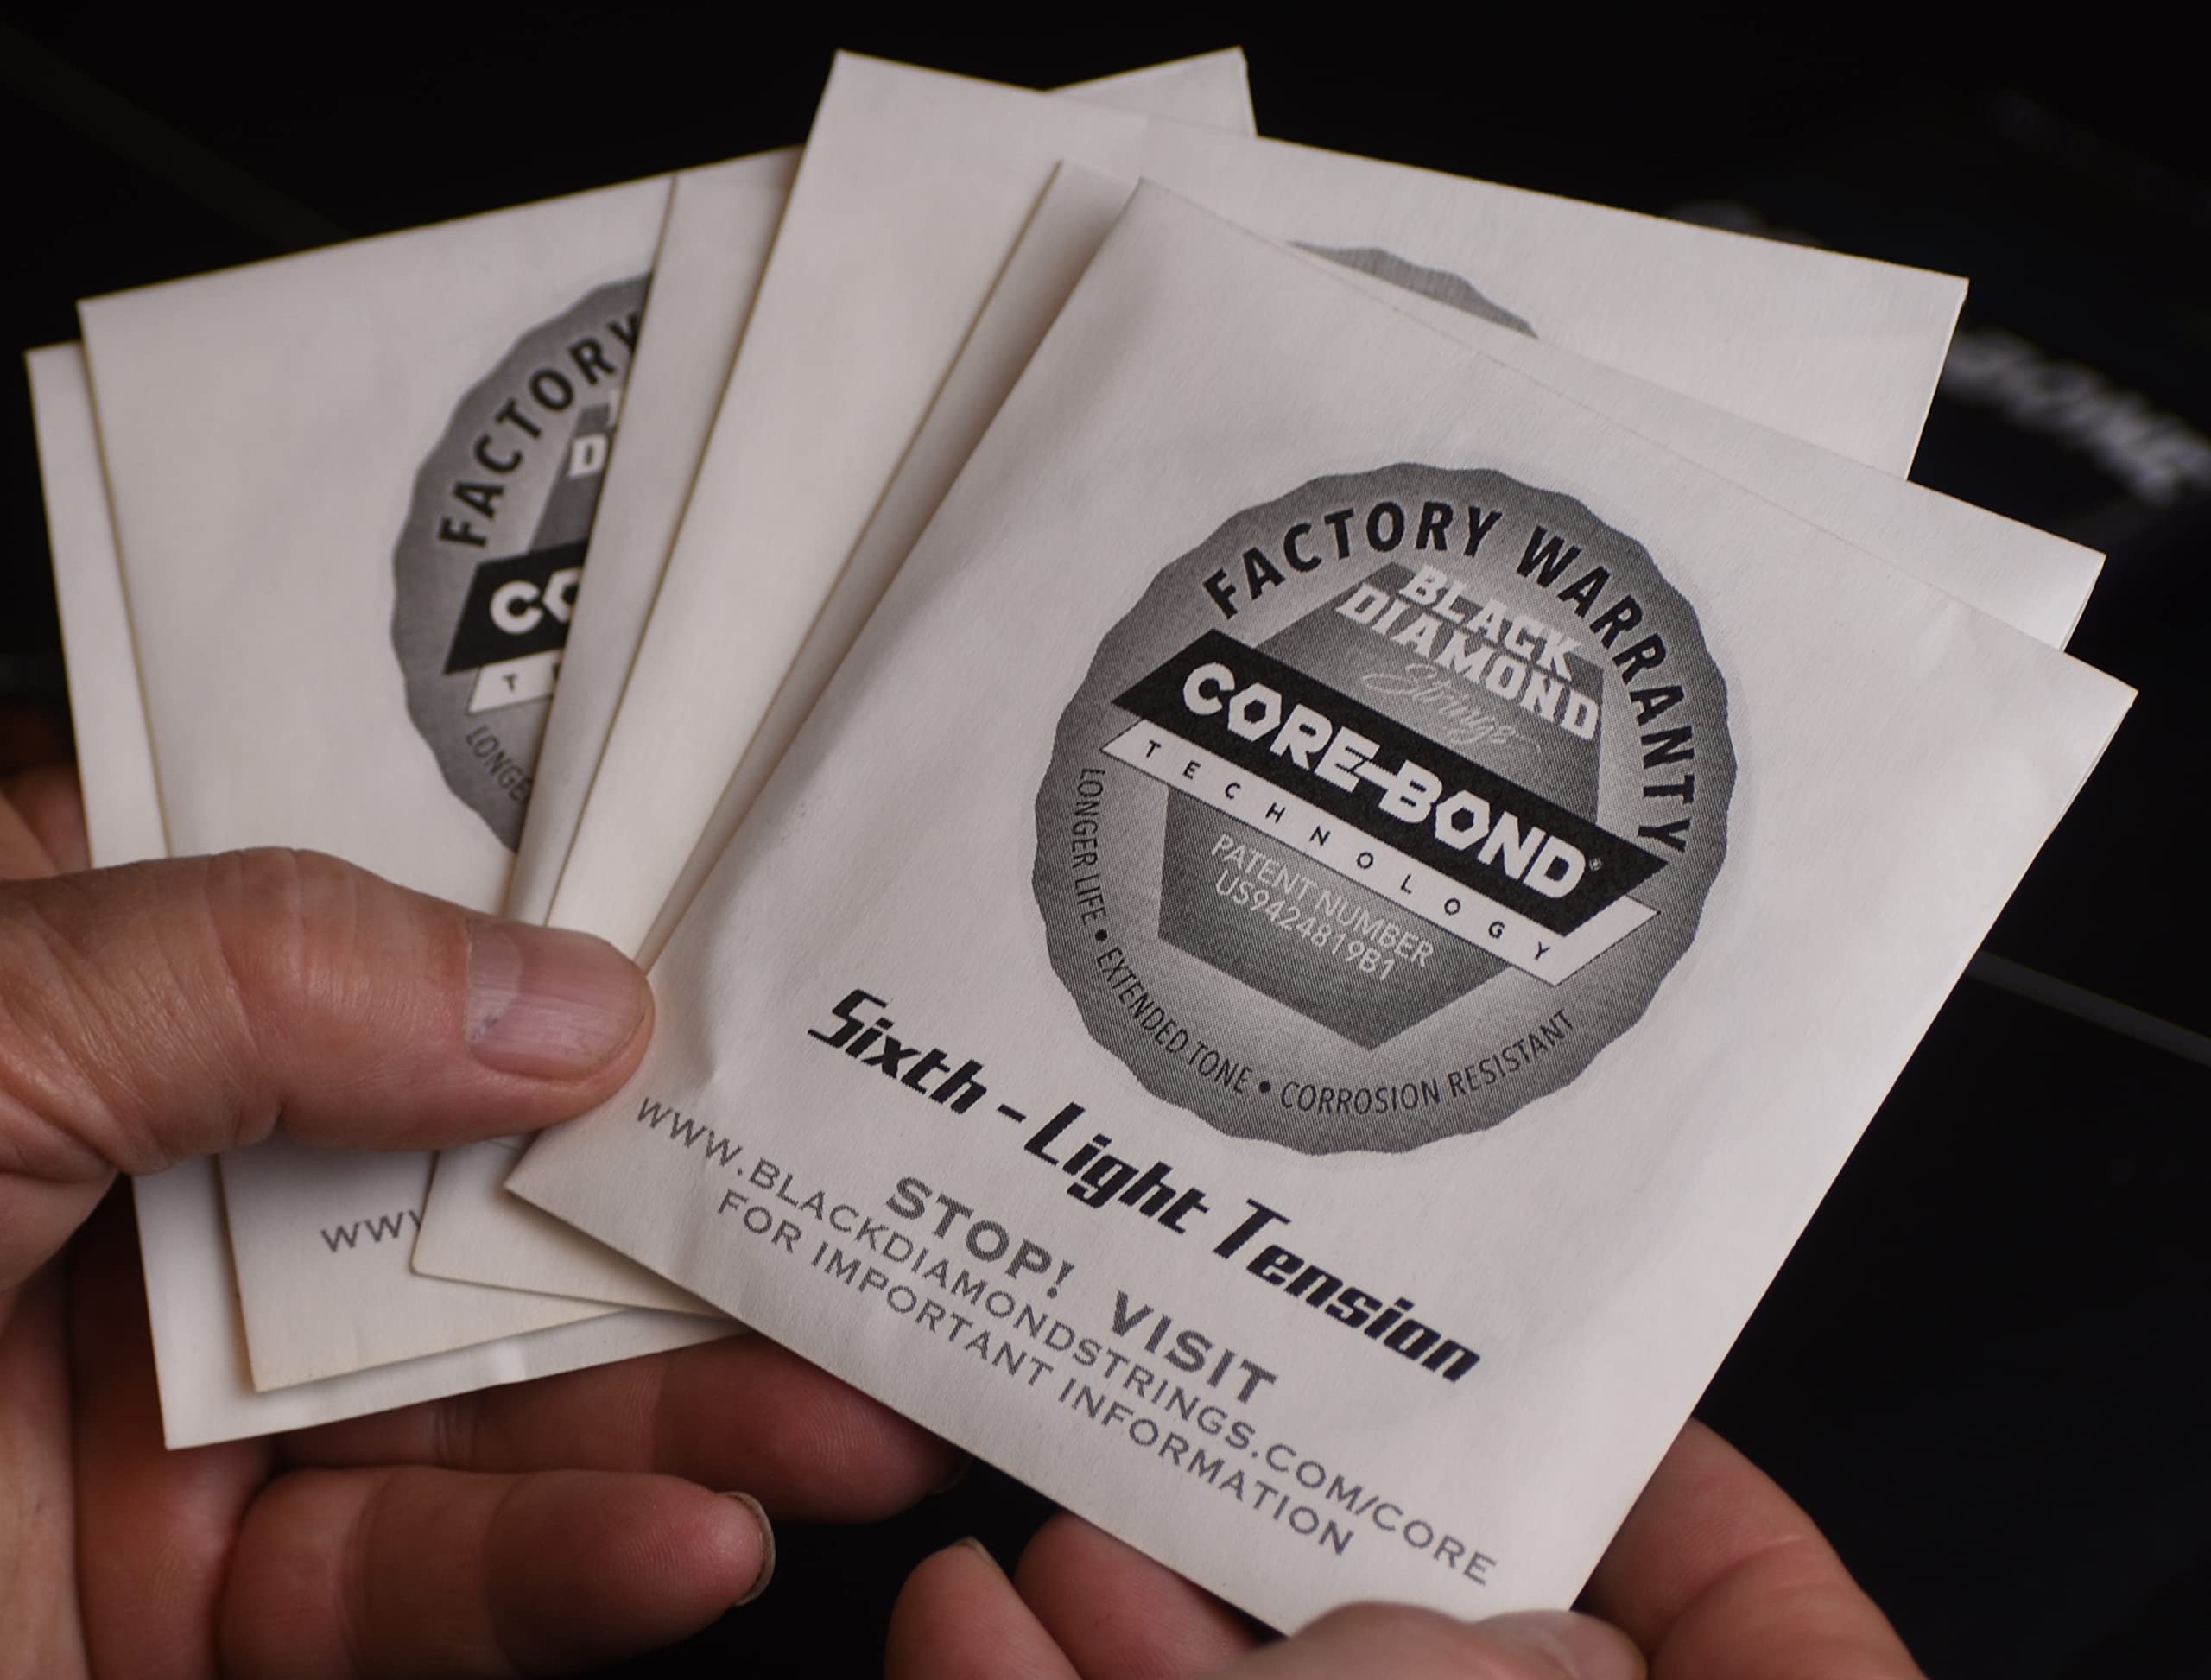 FACTORY
D
CO
T
LONGE
WWW
FACTORY WARRANTY
BLACK
DIAMOND
Strings
CORE-BOND®
TECHNOLOGY
PATENT NUMBER
US9424819B1
LONGER LIFE • EXTENDED TONE • CORROSION RESISTANT
Sixth - Light Tension
STOP! VISIT
WWW.BLACKDIAMONDSTRINGS.COM/CORE
FOR IMPORTANT INFORMATION